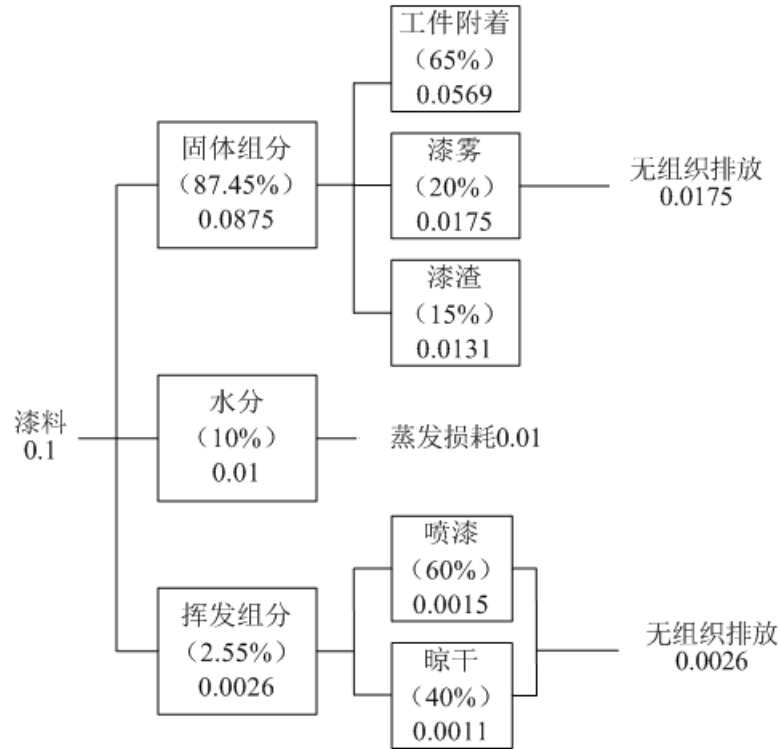 漆料
0.1
固体组分
（87.45%）
0.0875
工件附着
（65%）
0.0569
漆雾
（20%）
0.0175
无组织排放
0.0175
漆渣
（15%）
0.0131
水分
（10%）
0.01
蒸发损耗0.01
挥发组分
（2.55%）
0.0026
喷漆
（60%）
0.0015
晾干
（40%）
0.0011
无组织排放
0.0026